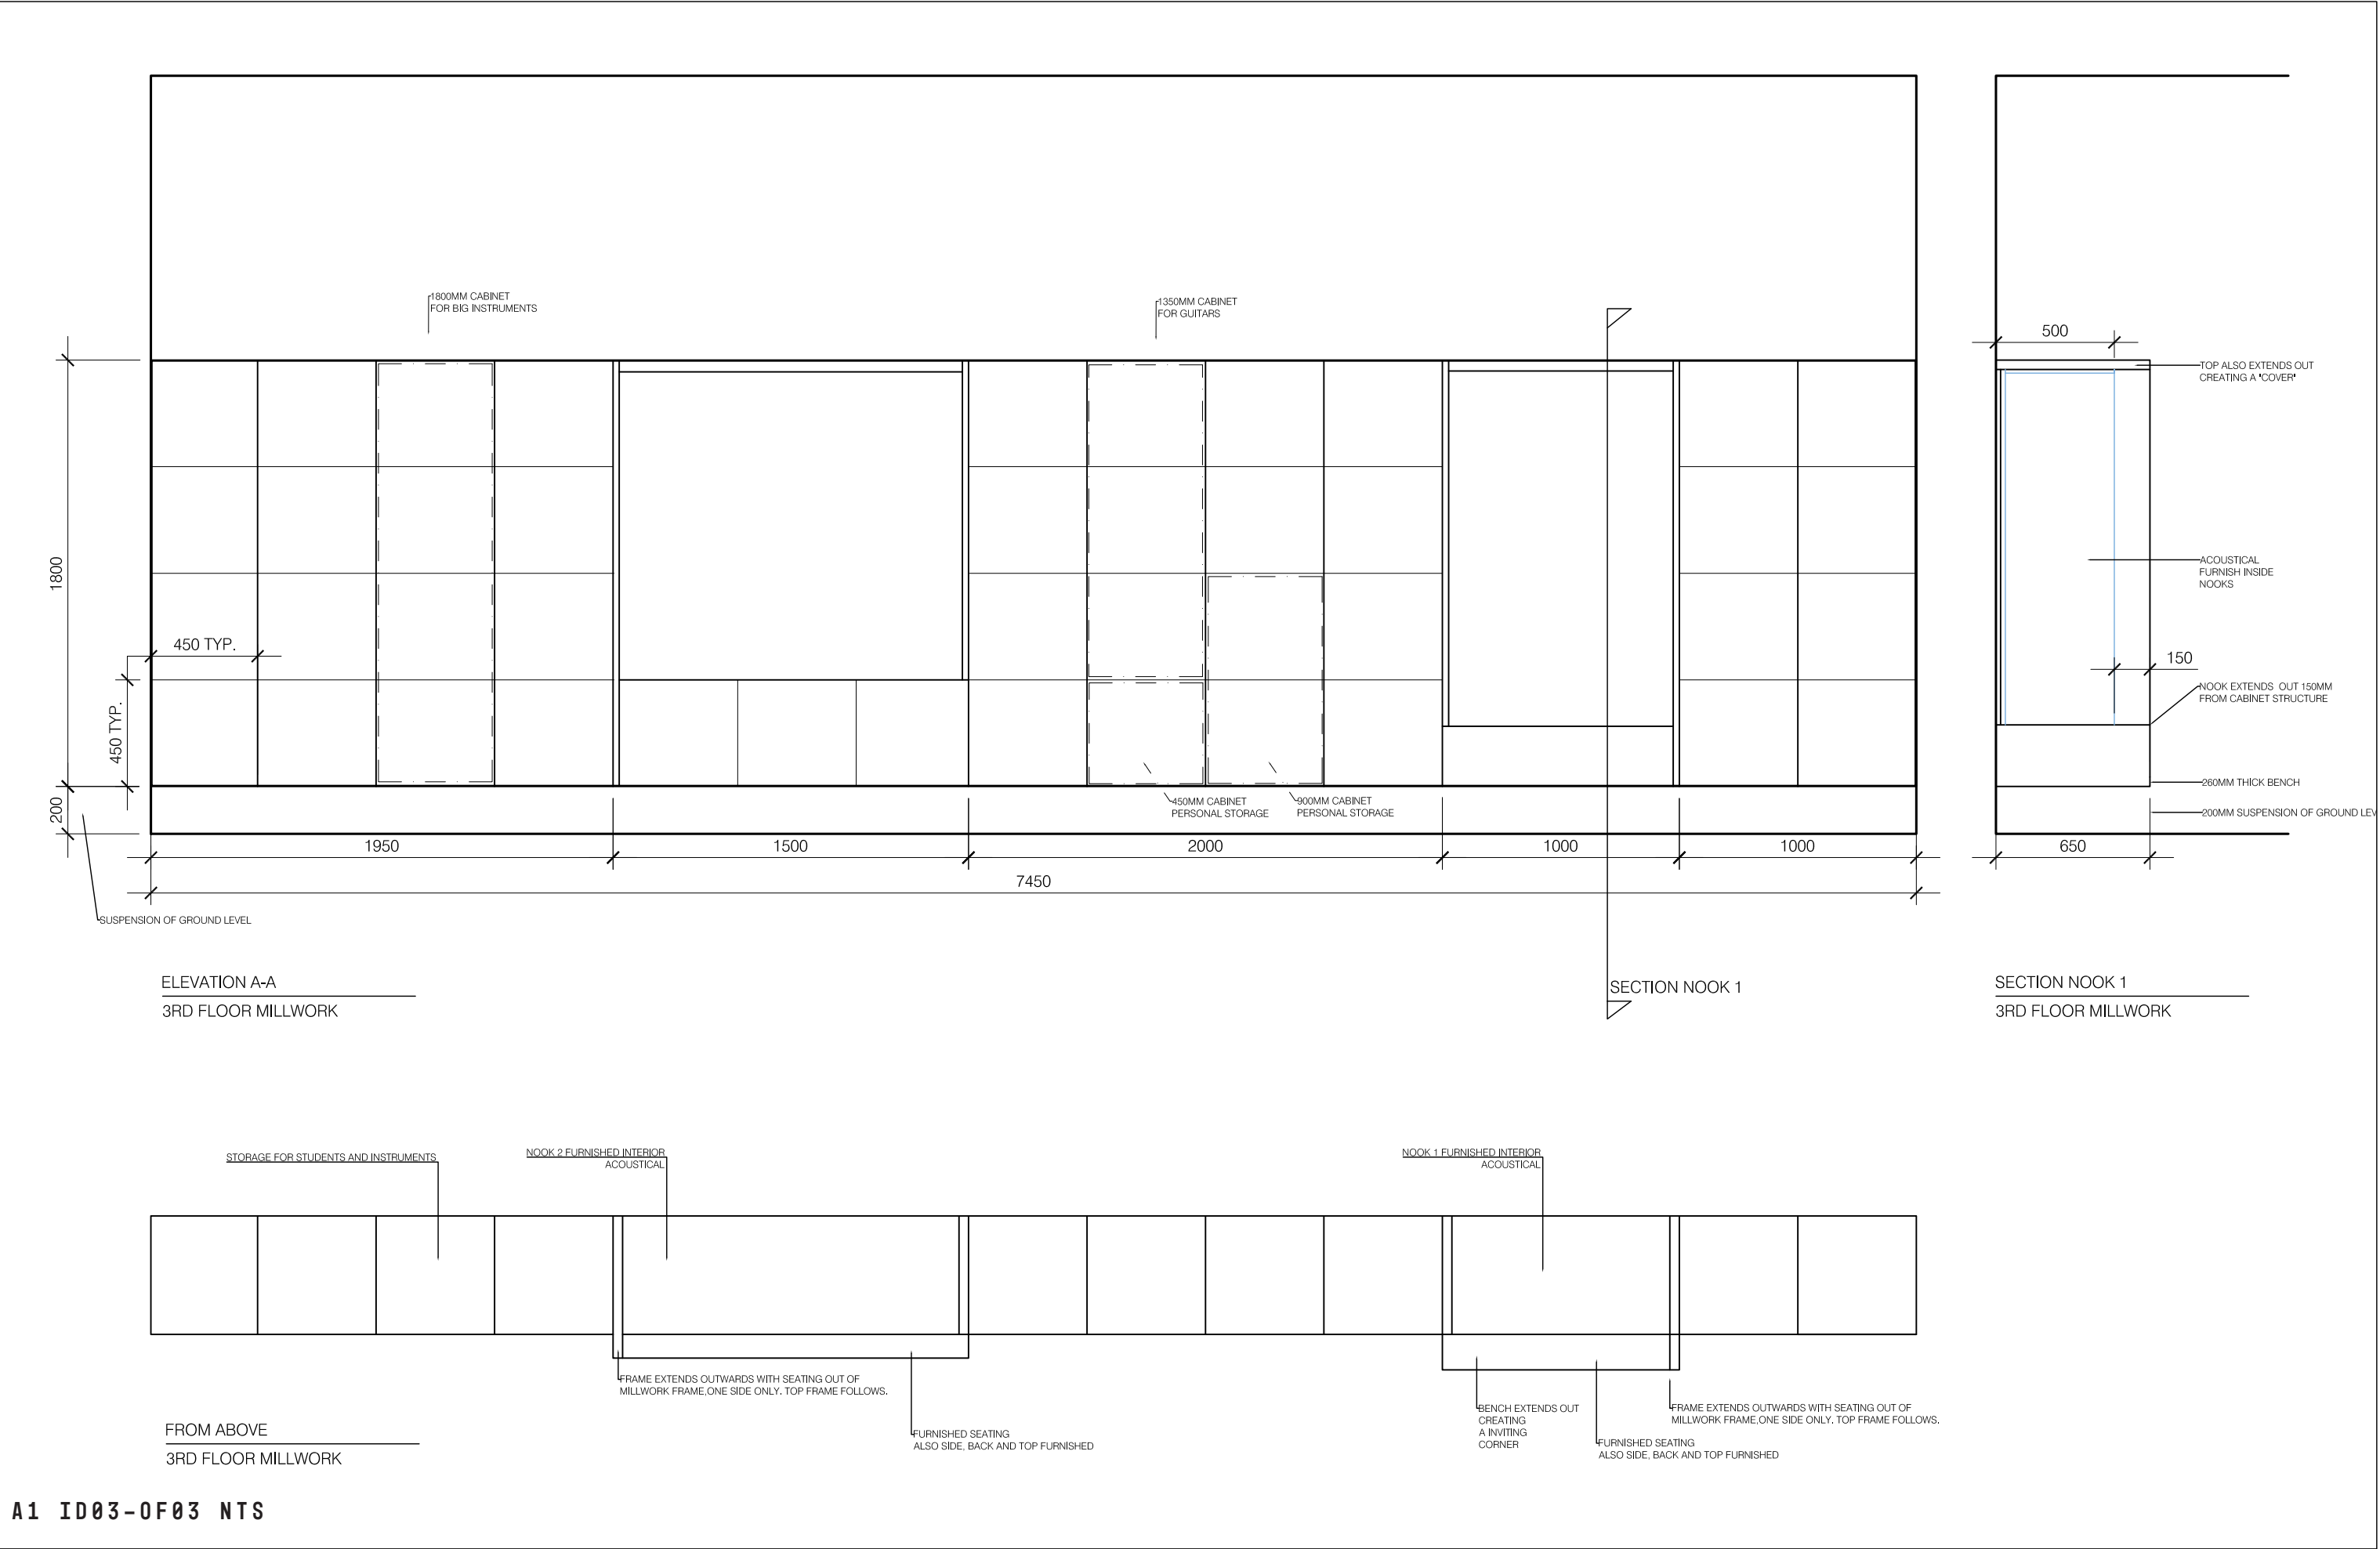 1800MM CABINET
FOR BIG INSTRUMENTS
1350MM CABINET
FOR GUITARS
500
TOP ALSO EXTENDS OUT
CREATING A "COVER"
1800
ACOUSTICAL
FURNISH INSIDE
NOOKS
450 TYP.
150
NOOK EXTENDS OUT 150MM
FROM CABINET STRUCTURE
450 TYP.
260MM THICK BENCH
200
450MM CABINET
PERSONAL STORAGE
900MM CABINET
PERSONAL STORAGE
200MM SUSPENSION OF GROUND LEV
1950
1500
2000
1000
1000
650
7450
SUSPENSION OF GROUND LEVEL
ELEVATION A-A
3RD FLOOR MILLWORK
SECTION NOOK 1
SECTION NOOK 1
3RD FLOOR MILLWORK
STORAGE FOR STUDENTS AND INSTRUMENTS
NOOK 2 FURNISHED INTERIOR
ACOUSTICAL
NOOK 1 FURNISHED INTERIOR
ACOUSTICAL
FRAME EXTENDS OUTWARDS WITH SEATING OUT OF
MILLWORK FRAME,ONE SIDE ONLY. TOP FRAME FOLLOWS.
FURNISHED SEATING
ALSO SIDE, BACK AND TOP FURNISHED
BENCH EXTENDS OUT
CREATING
A INVITING
CORNER
FRAME EXTENDS OUTWARDS WITH SEATING OUT OF
MILLWORK FRAME,ONE SIDE ONLY. TOP FRAME FOLLOWS.
FURNISHED SEATING
ALSO SIDE, BACK AND TOP FURNISHED
FROM ABOVE
3RD FLOOR MILLWORK
A1 ID03-OF03 NTS